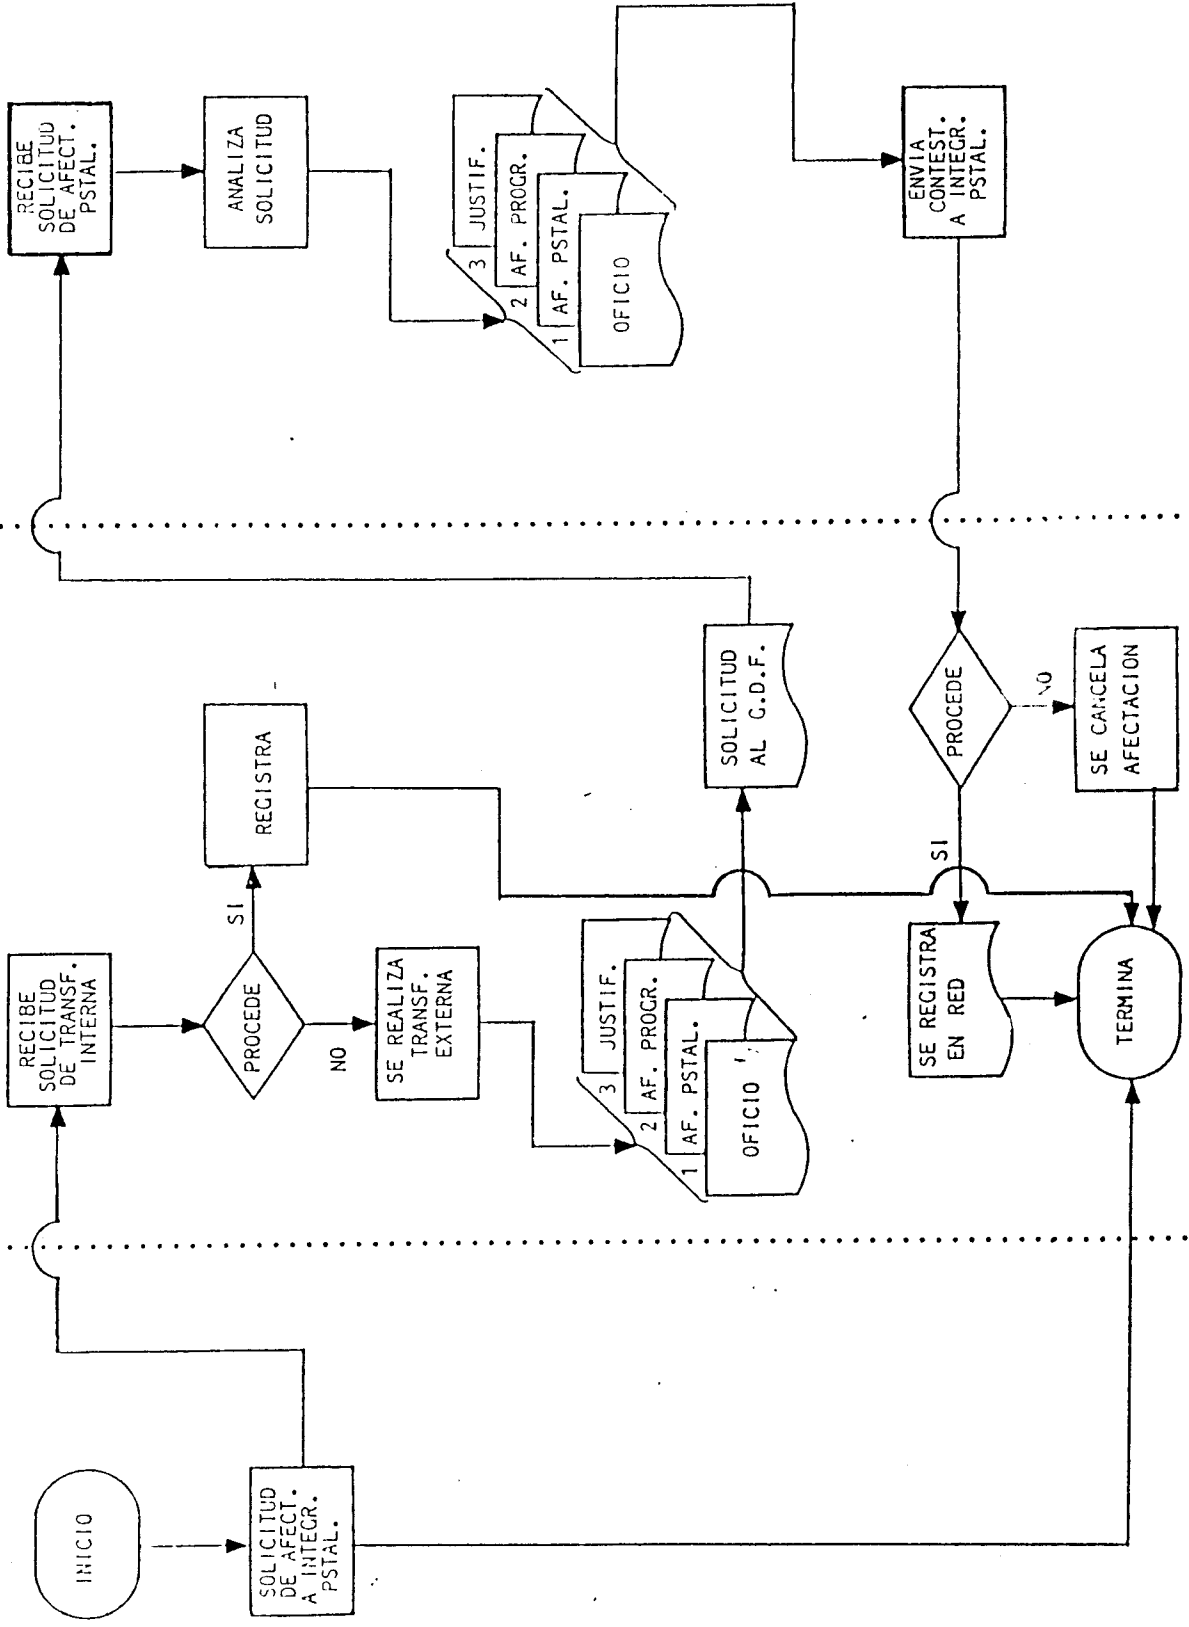 INICIO
SOLICITUD
DE AFECT.
A INTEGR.
PSTAL.
RECIBE
SOLICITUD
DE TRANSF.
INTERNA
PROCEDE
SI
REGISTRA
NO
SE REALIZA
TRANSF.
EXTERNA
3 JUSTIF.
2 AF. PROGR.
1 AF. PSTAL.
OFICIO
SOLICITUD
AL G.D.F.
RECIBE
SOLICITUD
DE AFECT.
PSTAL.
ANALIZA
SOLICITUD
3 JUSTIF.
2 AF. PROGR.
1 AF. PSTAL.
OFICIO
ENVIA
CONTEST.
A INTEGR.
PSTAL.
PROCEDE
SI
NO
SE REGISTRA
EN RED
SE CANCELA
AFECTACION
TERMINA